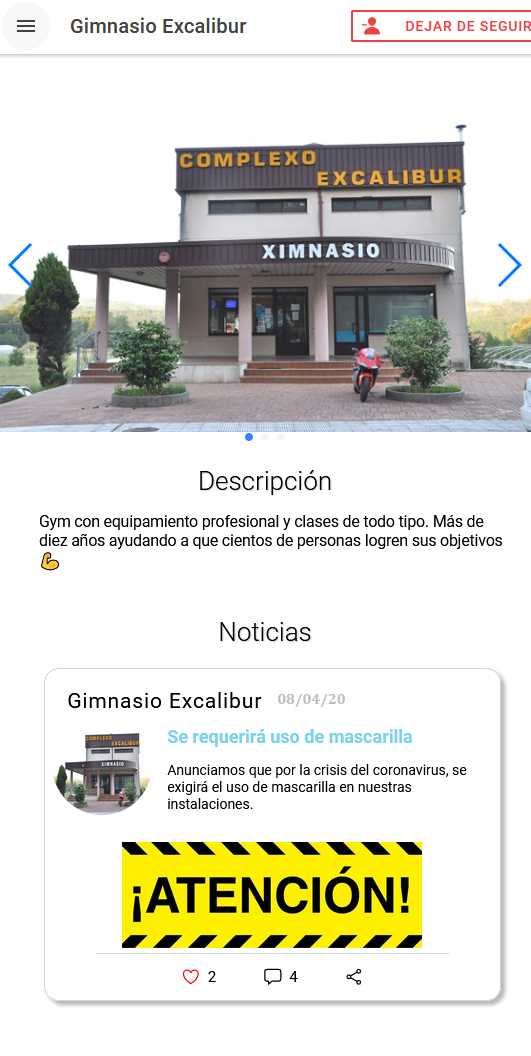 Gimnasio Excalibur
DEJAR DE SEGUIR
COMPLEXO
EXCALIBUR
XIMNASIO
Descripción
Gym con equipamiento profesional y clases de todo tipo. Más de
diez años ayudando a que cientos de personas logren sus objetivos
💪
Noticias
Gimnasio Excalibur 08/04/20
COMPLEXO
EXCALIBUR
XIMNASIO
Se requerirá uso de mascarilla
Anunciamos que por la crisis del coronavirus, se
exigirá el uso de mascarilla en nuestras
instalaciones.
¡ATENCIÓN!
2 4